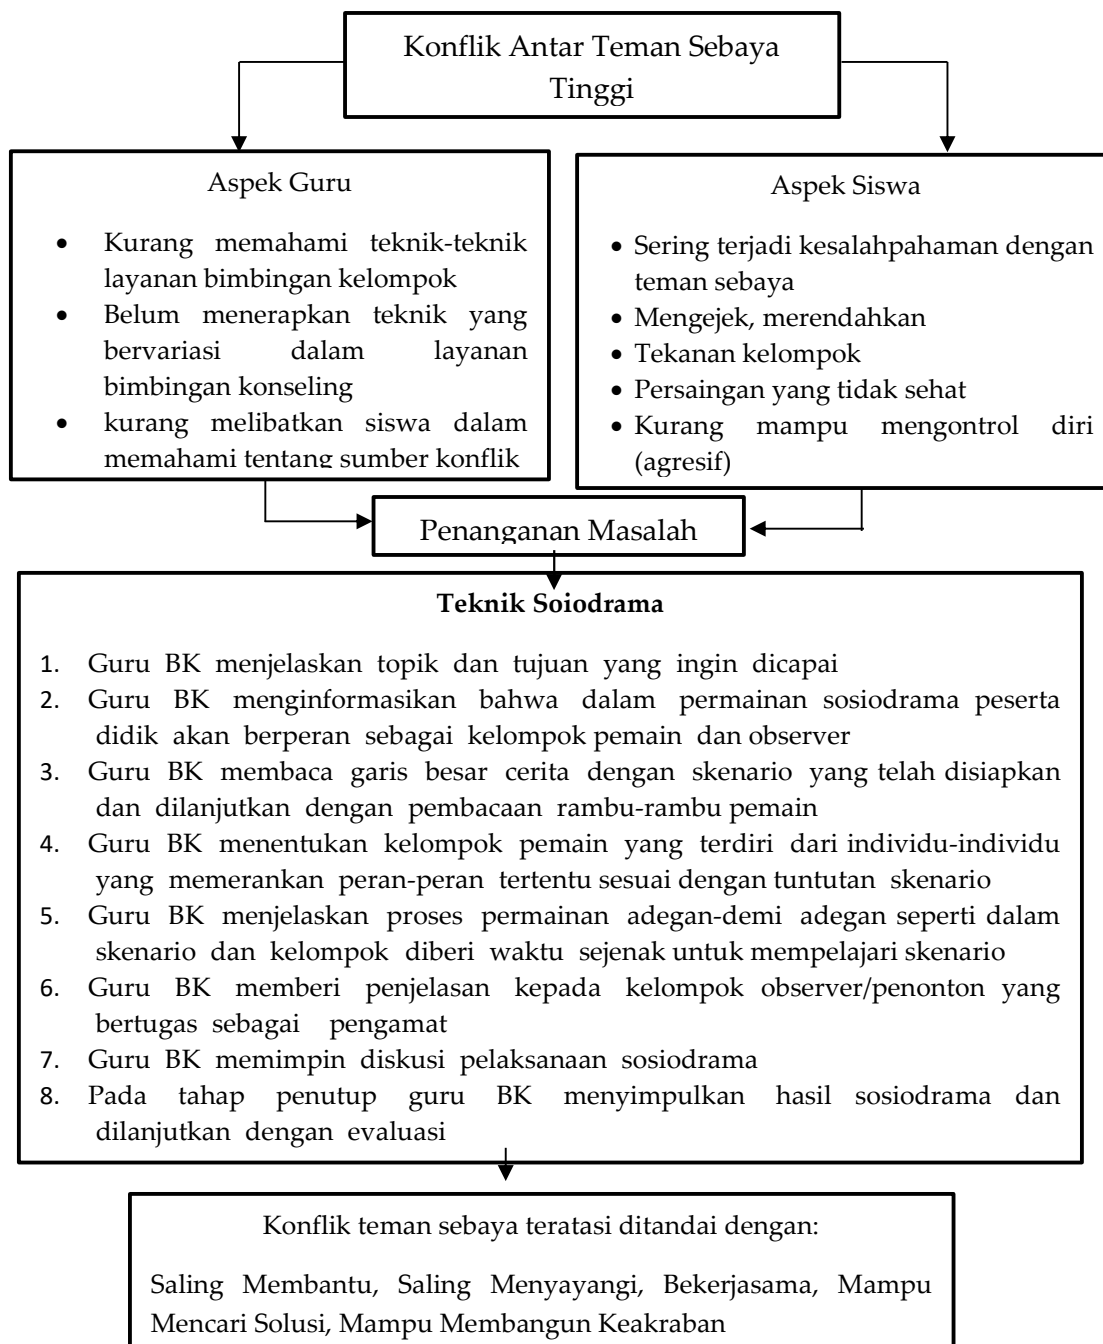 Konflik Antar Teman Sebaya
Tinggi
Aspek Guru
• Kurang memahami teknik-teknik
layanan bimbingan kelompok
• Belum menerapkan teknik yang
bervariasi dalam layanan
bimbingan konseling
• kurang melibatkan siswa dalam
memahami tentang sumber konflik
Aspek Siswa
• Sering terjadi kesalahpahaman dengan
teman sebaya
• Mengejek, merendahkan
• Tekanan kelompok
• Persaingan yang tidak sehat
• Kurang mampu mengontrol diri
(agresif)
Penanganan Masalah
Teknik Soiodrama
1. Guru BK menjelaskan topik dan tujuan yang ingin dicapai
2. Guru BK menginformasikan bahwa dalam permainan sosiodrama peserta
didik akan berperan sebagai kelompok pemain dan observer
3. Guru BK membaca garis besar cerita dengan skenario yang telah disiapkan
dan dilanjutkan dengan pembacaan rambu-rambu pemain
4. Guru BK menentukan kelompok pemain yang terdiri dari individu-individu
yang memerankan peran-peran tertentu sesuai dengan tuntutan skenario
5. Guru BK menjelaskan proses permainan adegan-demi adegan seperti dalam
skenario dan kelompok diberi waktu sejenak untuk mempelajari skenario
6. Guru BK memberi penjelasan kepada kelompok observer/penonton yang
bertugas sebagai pengamat
7. Guru BK memimpin diskusi pelaksanaan sosiodrama
8. Pada tahap penutup guru BK menyimpulkan hasil sosiodrama dan
dilanjutkan dengan evaluasi
Konflik teman sebaya teratasi ditandai dengan:
Saling Membantu, Saling Menyayangi, Bekerjasama, Mampu
Mencari Solusi, Mampu Membangun Keakraban